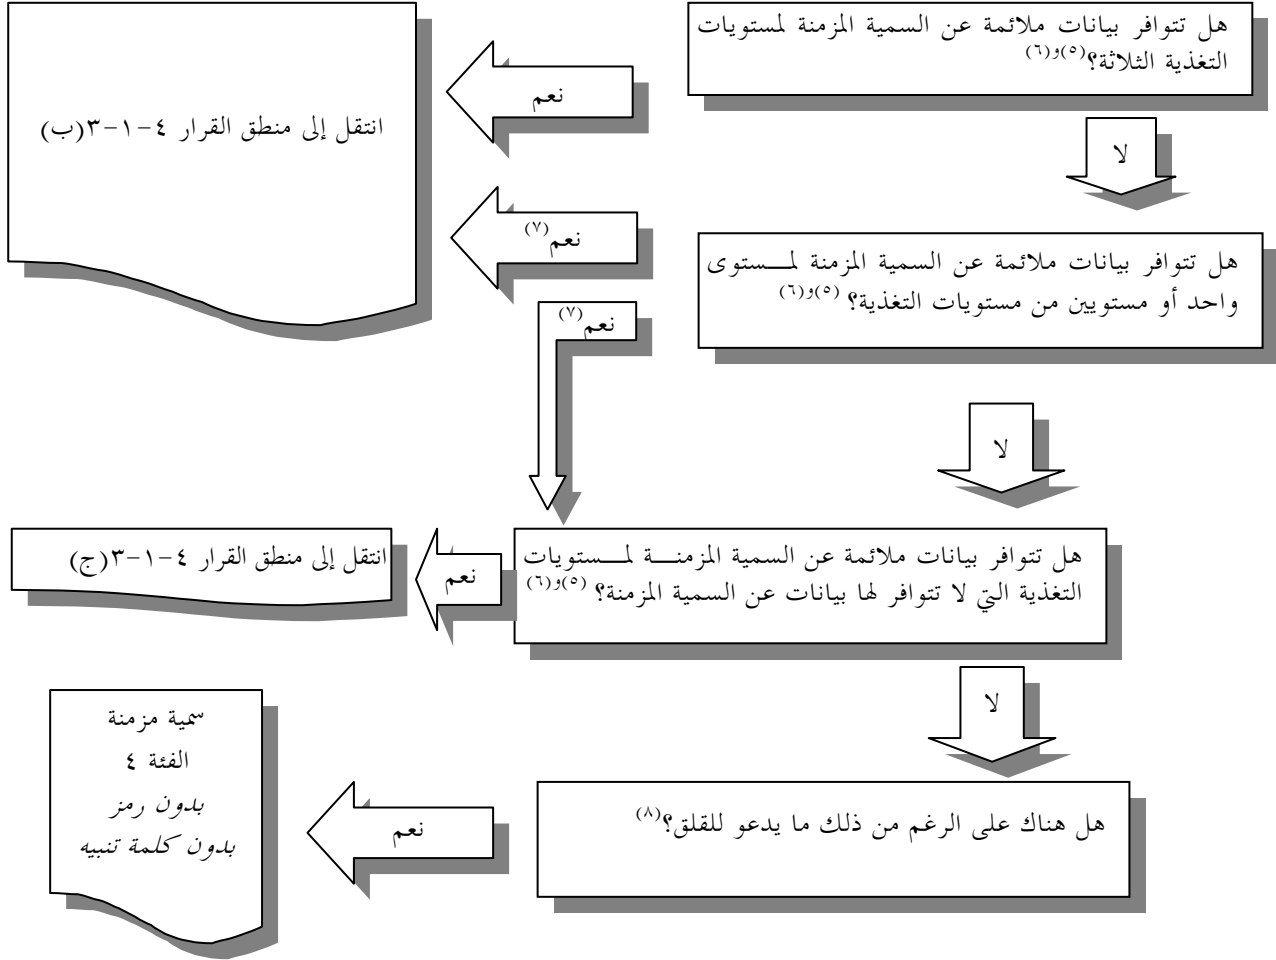 هل تتوافر بيانات ملائمة عن السمية المزمنة لمستويات
التغذية الثلاثة؟(٥)و(٦)
نعم
انتقل إلى منطق القرار ٤-١-٣(ب)
لا
هل تتوافر بيانات ملائمة عن السمية المزمنة لمستوى
واحد أو مستويين من مستويات التغذية؟ (٥)و(٦)
نعم(٧)
نعم(٧)
لا
هل تتوافر بيانات ملائمة عن السمية المزمنة لمستويات
التغذية التي لا تتوافر لها بيانات عن السمية المزمنة؟ (٥)و(٦)
نعم
انتقل إلى منطق القرار ٤-١-٣(ج)
لا
هل هناك على الرغم من ذلك ما يدعو للقلق؟(٨)
نعم
سمية مزمنة
الفئة ٤
بدون رمز
بدون كلمة تنبيه